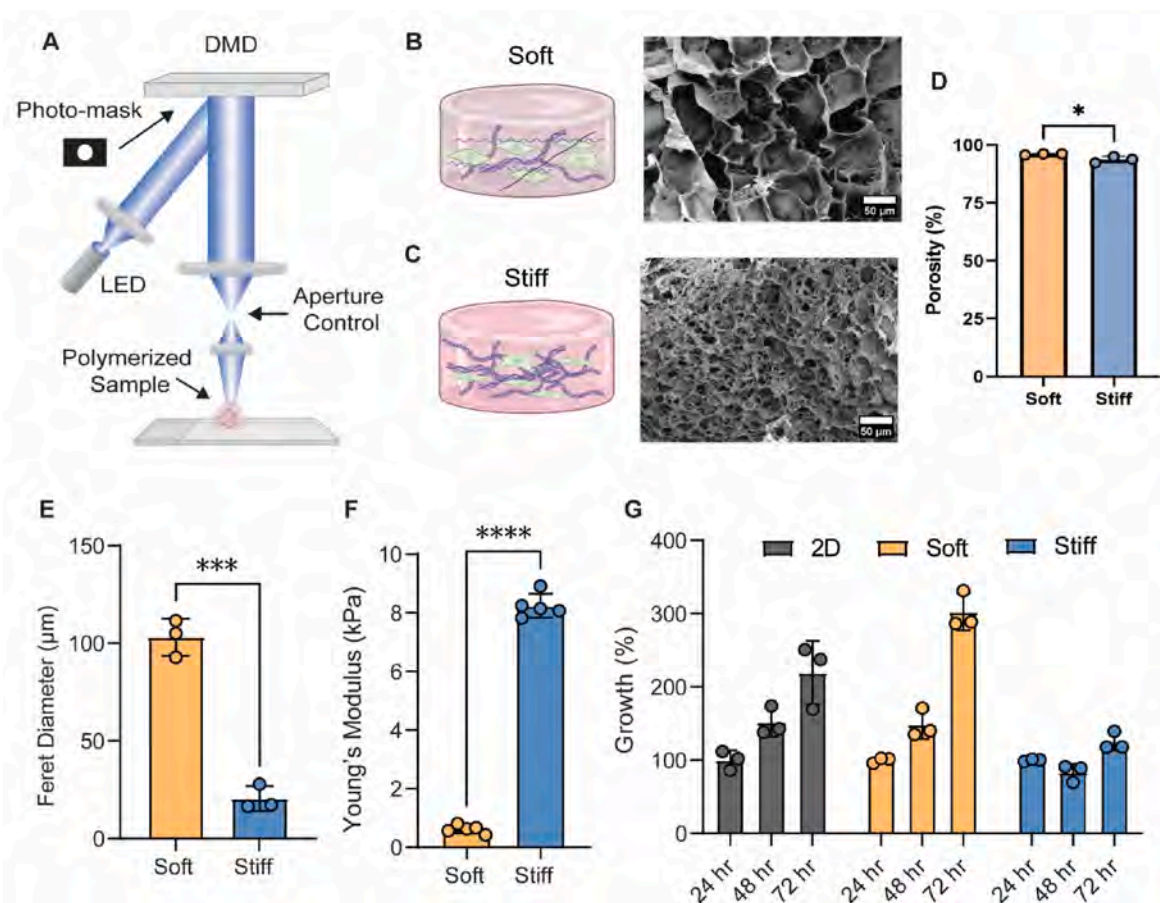 A
DMD
Photo-mask
LED
Aperture
Control
Polymerized
Sample
B
Soft
50 µm
C
Stiff
50 µm
D
*
Porosity (%)
100
75
50
25
0
Soft
Stiff
E
***
Feret Diameter (µm)
150
100
50
0
Soft
Stiff
F
****
Young's Modulus (kPa)
10
8
6
4
2
0
Soft
Stiff
G
2D
Soft
Stiff
Growth (%)
400
300
200
100
0
24 hr
48 hr
72 hr
24 hr
48 hr
72 hr
24 hr
48 hr
72 hr